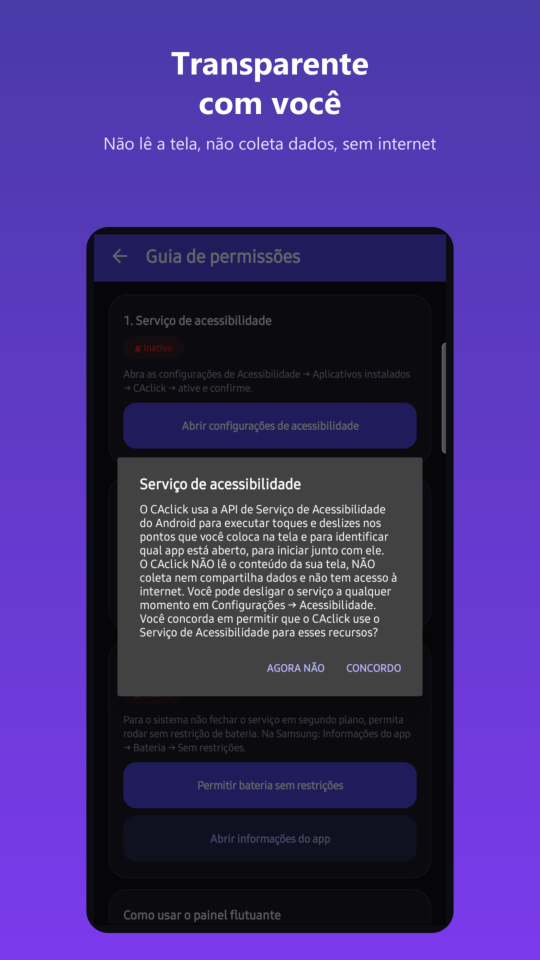 Transparente
com você
Não lê a tela, não coleta dados, sem internet
← Guia de permissões
1. Serviço de acessibilidade
✘ Inativo
Abra as configurações de Acessibilidade → Aplicativos instalados
→ CAclick → ative e confirme.
Abrir configurações de acessibilidade
Serviço de acessibilidade
O CAclick usa a API de Serviço de Acessibilidade
do Android para executar toques e deslizes nos
pontos que você coloca na tela e para identificar
qual app está aberto, para iniciar junto com ele.
O CAclick NÃO lê o conteúdo da sua tela, NÃO
coleta nem compartilha dados e não tem acesso à
internet. Você pode desligar o serviço a qualquer
momento em Configurações → Acessibilidade.
Você concorda em permitir que o CAclick use o
Serviço de Acessibilidade para esses recursos?
AGORA NÃO CONCORDO
Para o sistema não fechar o serviço em segundo plano, permita
rodar sem restrição de bateria. Na Samsung: Informações do app
→ Bateria → Sem restrições.
Permitir bateria sem restrições
Abrir informações do app
Como usar o painel flutuante